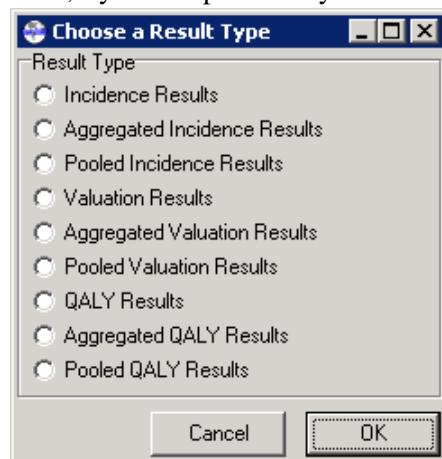 Choose a Result Type
Result Type
Incidence Results
Aggregated Incidence Results
Pooled Incidence Results
Valuation Results
Aggregated Valuation Results
Pooled Valuation Results
QALY Results
Aggregated QALY Results
Pooled QALY Results
Cancel OK